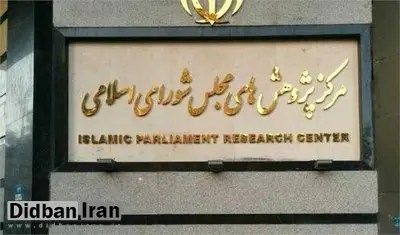 مرکز پژوهش های مجلس شورای اسلامی
ISLAMIC PARLIAMENT RESEARCH CENTER
Didban,Iran